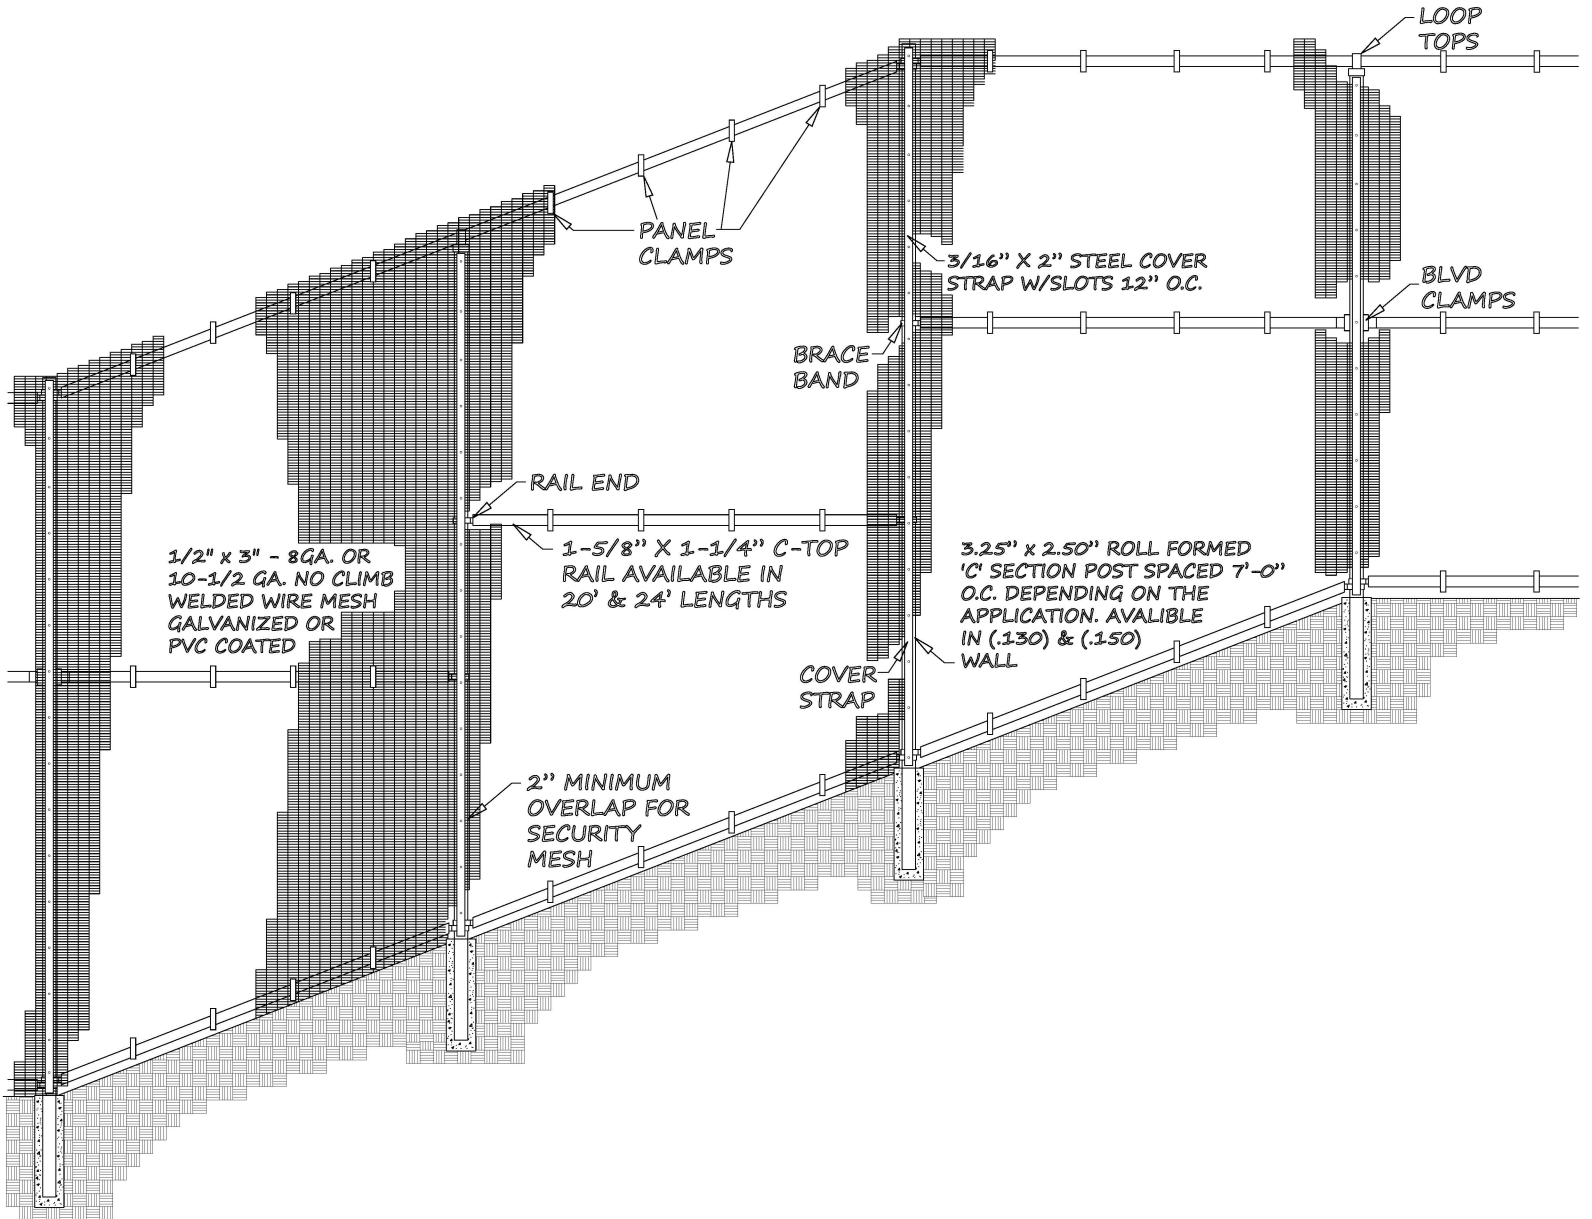 LOOP
TOPS
PANEL
CLAMPS
3/16" X 2" STEEL COVER
STRAP W/SLOTS 12" O.C.
BLVD
CLAMPS
BRACE
BAND
RAIL END
1-5/8" X 1-1/4" C-TOP
RAIL AVAILABLE IN
20' & 24' LENGTHS
1/2" x 3" - 8GA. OR
10-1/2 GA. NO CLIMB
WELDED WIRE MESH
GALVANIZED OR
PVC COATED
3.25" x 2.50" ROLL FORMED
'C' SECTION POST SPACED 7'-0"
O.C. DEPENDING ON THE
APPLICATION. AVALIBLE
IN (.130) & (.150)
WALL
COVER
STRAP
2" MINIMUM
OVERLAP FOR
SECURITY
MESH